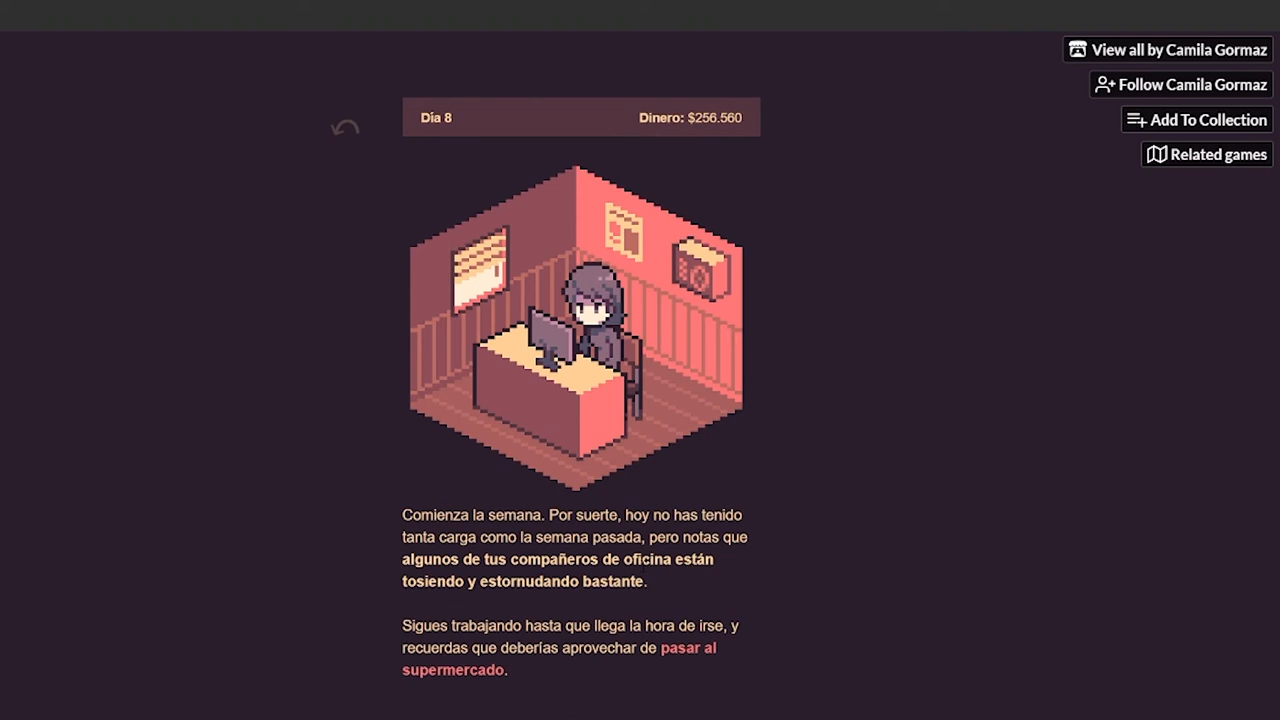 View all by Camila Gormaz
Follow Camila Gormaz
Add To Collection
Related games
Día 8
Dinero: $256.560
Comienza la semana. Por suerte, hoy no has tenido
tanta carga como la semana pasada, pero notas que
algunos de tus compañeros de oficina están
tosiendo y estornudando bastante.
Sigues trabajando hasta que llega la hora de irse, y
recuerdas que deberías aprovechar de pasar al
supermercado.